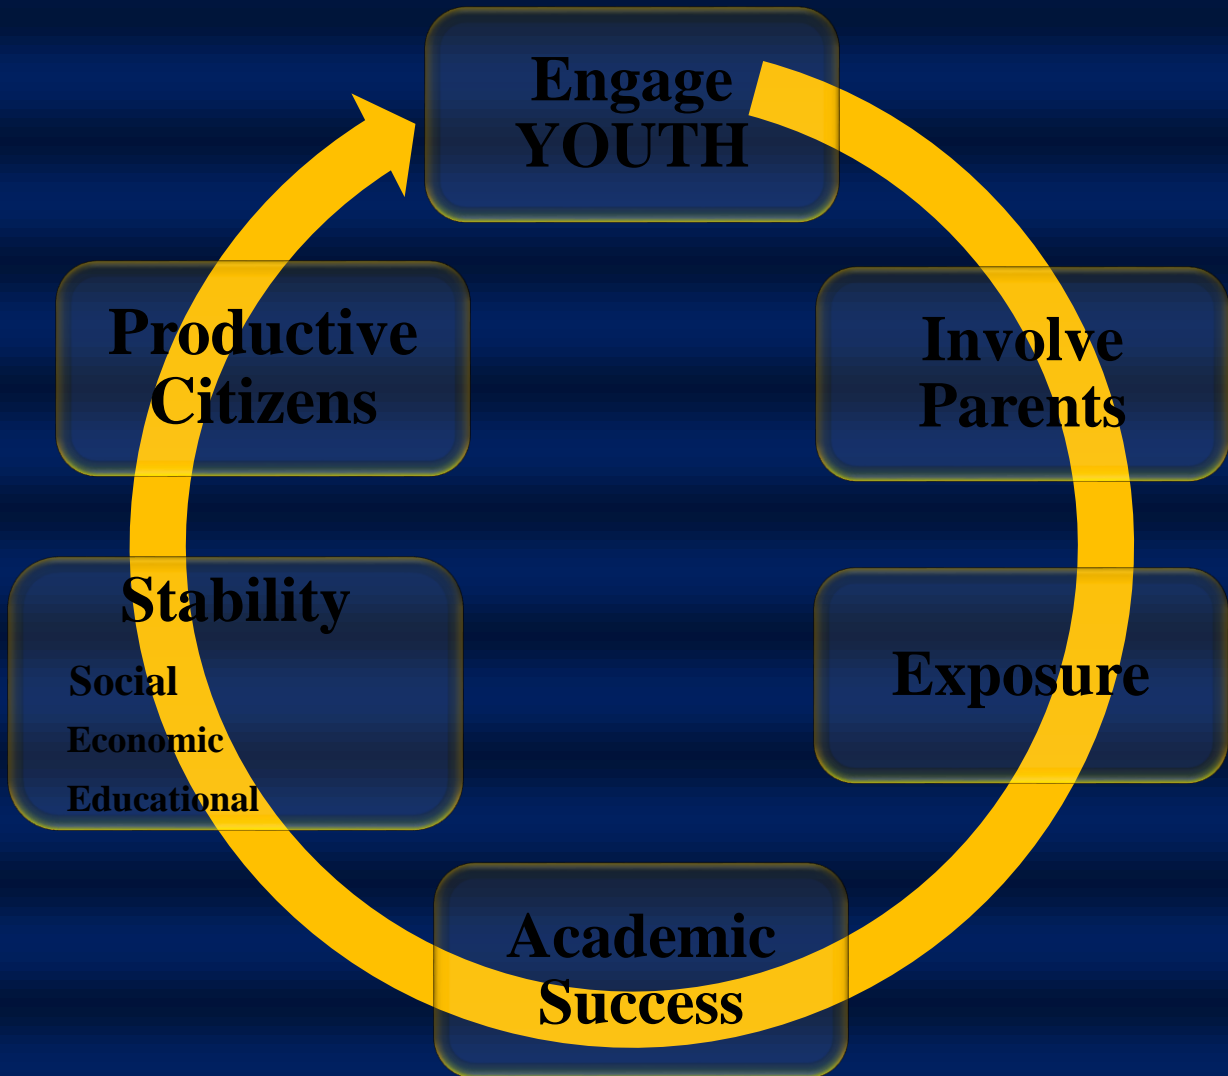 Engage
YOUTH
Involve
Parents
Exposure
Academic
Success
Stability
Social
Economic
Educational
Productive
Citizens